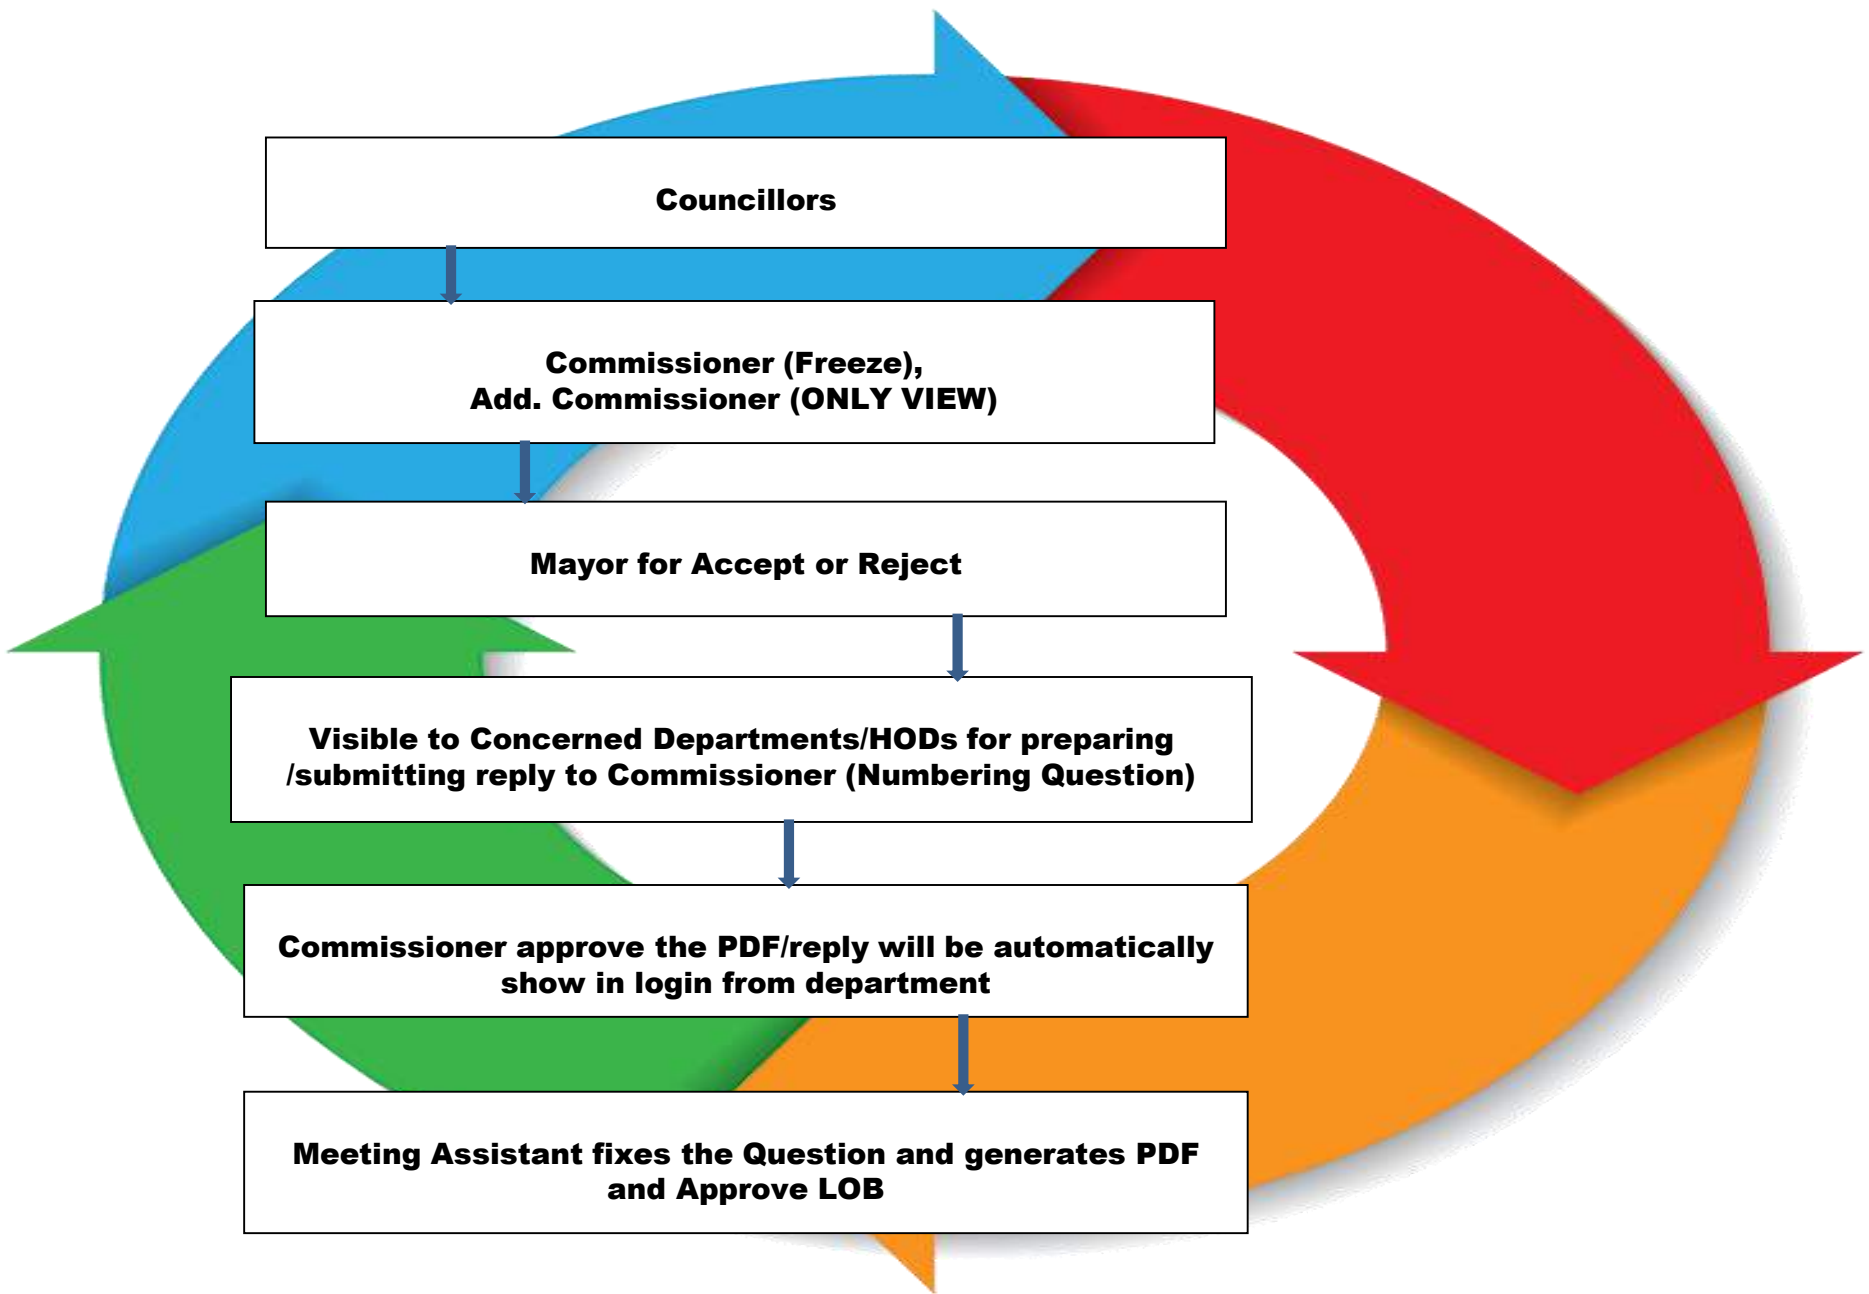 Councillors
Commissioner (Freeze),
Add. Commissioner (ONLY VIEW)
Mayor for Accept or Reject
Visible to Concerned Departments/HODs for preparing
/submitting reply to Commissioner (Numbering Question)
Commissioner approve the PDF/reply will be automatically
show in login from department
Meeting Assistant fixes the Question and generates PDF
and Approve LOB